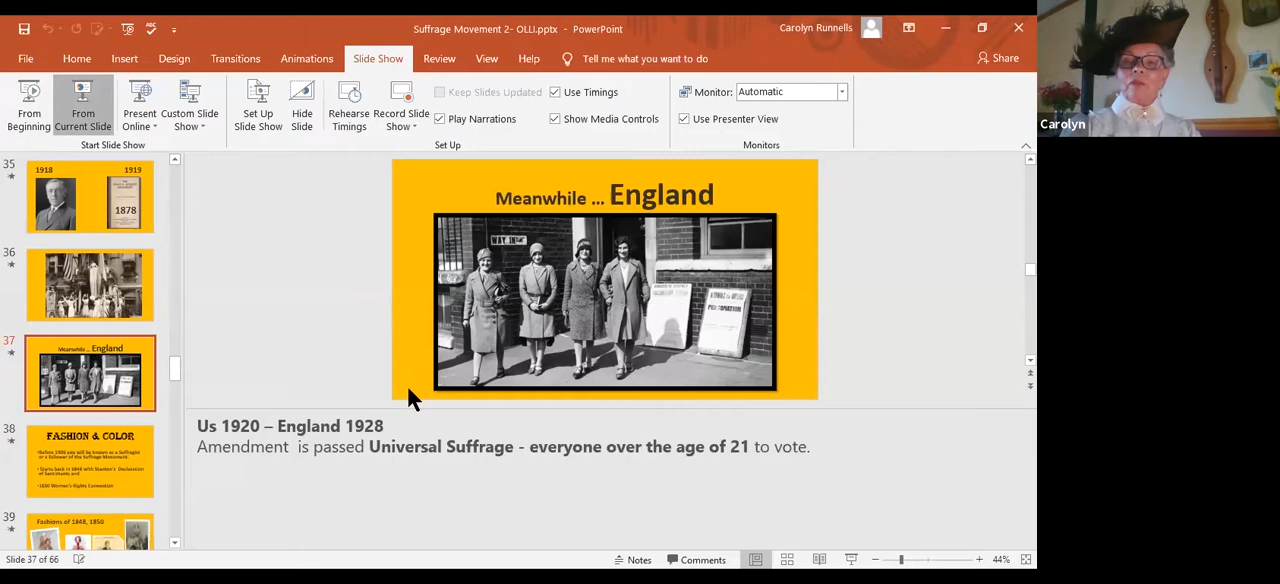 Suffrage Movement 2- OLLI.pptx - PowerPoint
Carolyn Runnells
File Home Insert Design Transitions Animations Slide Show Review View Help Tell me what you want to do Share
From Beginning
From Current Slide
Present Online
Custom Slide Show
Set Up Slide Show
Hide Slide
Rehearse Timings
Record Slide Show
Keep Slides Updated
Use Timings
Play Narrations
Show Media Controls
Monitor: Automatic
Use Presenter View
Start Slide Show
Set Up
Monitors
Carolyn
35
1918 1919
1878
36
37
Meanwhile ... England
38
FASHION & COLOR
39
Fashions of 1848, 1850
Meanwhile ... England
WAY IN
PROCLAMATION
Us 1920 – England 1928
Amendment is passed Universal Suffrage - everyone over the age of 21 to vote.
Slide 37 of 66
Notes
Comments
44%